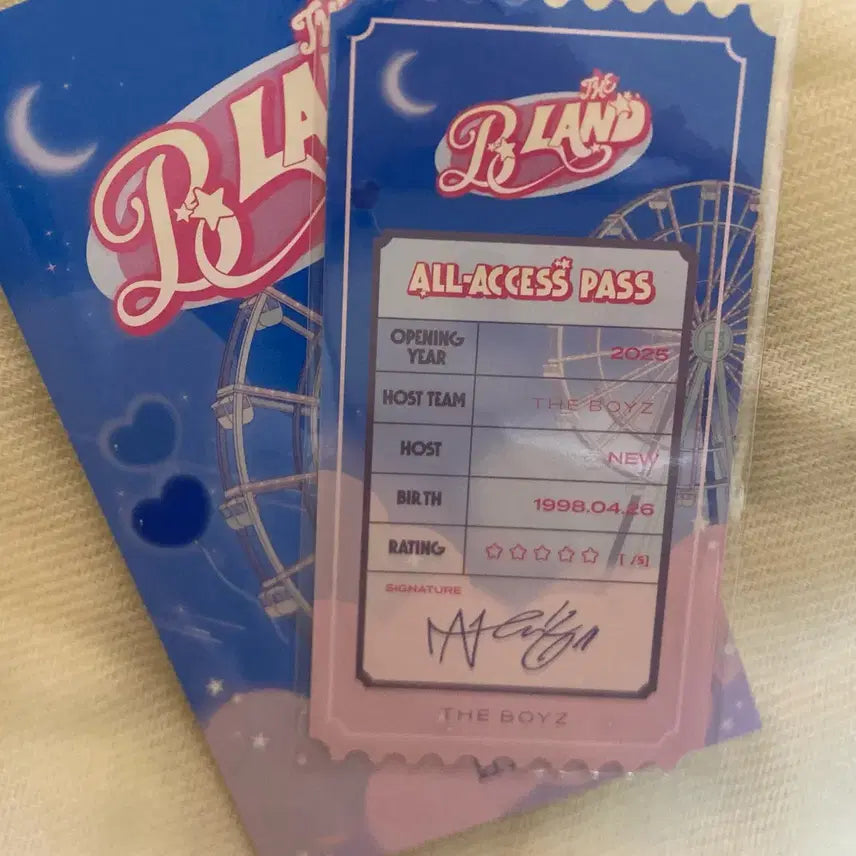 THE
B LA
THE
B LAND
ALL-ACCESS PASS
OPENING YEAR 2025
HOST TEAM THE BOYZ
HOST NEW
BIRTH 1998.04.26
RATING ☆☆☆☆☆ [ /5]
SIGNATURE
THE BOYZ